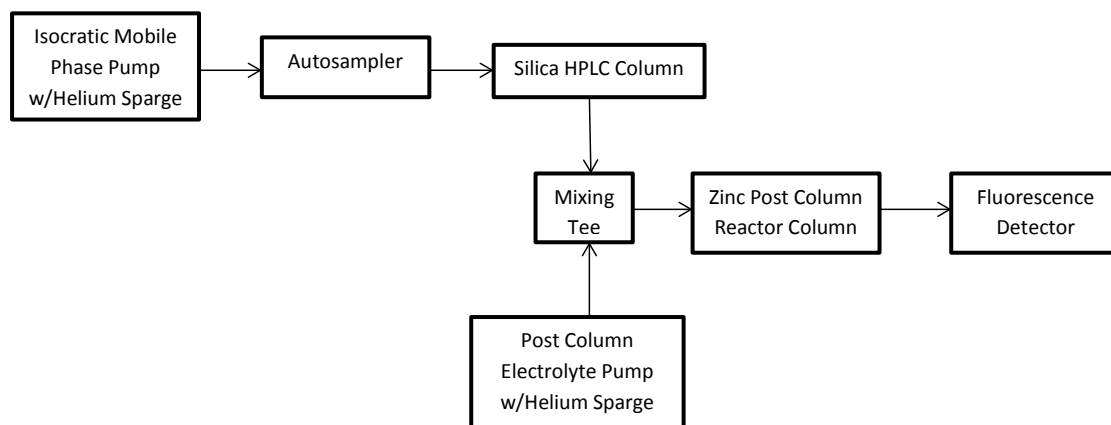 Isocratic Mobile
Phase Pump
w/Helium Sparge
Autosampler
Silica HPLC Column
Mixing
Tee
Zinc Post Column
Reactor Column
Fluorescence
Detector
Post Column
Electrolyte Pump
w/Helium Sparge